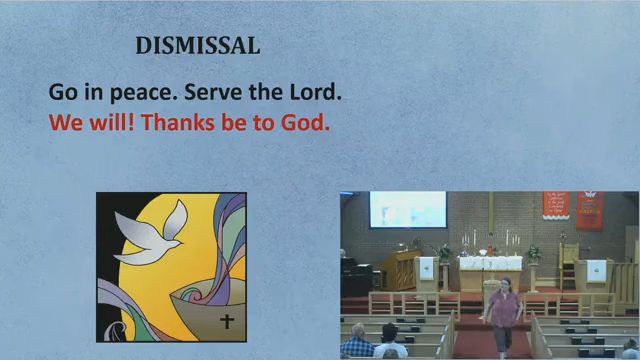 DISMISSAL
Go in peace. Serve the Lord.
We will! Thanks be to God.